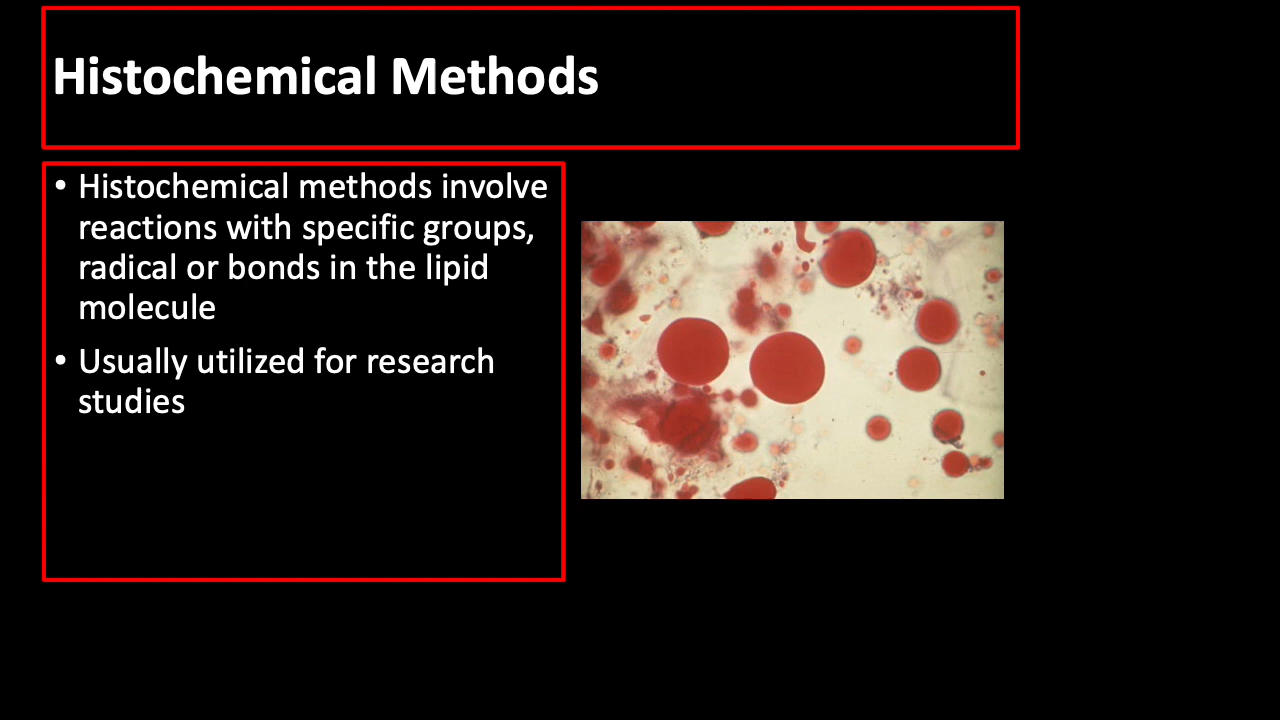 Histochemical Methods
• Histochemical methods involve
reactions with specific groups,
radical or bonds in the lipid
molecule
• Usually utilized for research
studies